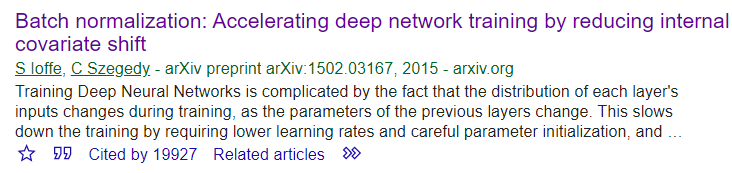 Batch normalization: Accelerating deep network training by reducing internal
covariate shift
S Ioffe, C Szegedy - arXiv preprint arXiv:1502.03167, 2015 - arxiv.org
Training Deep Neural Networks is complicated by the fact that the distribution of each layer's
inputs changes during training, as the parameters of the previous layers change. This slows
down the training by requiring lower learning rates and careful parameter initialization, and ...
Cited by 19927 Related articles